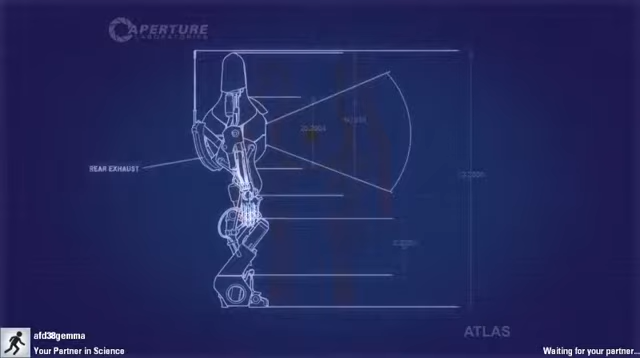 APERTURE
LABORATORIES
REAR EXHAUST
ATLAS
afd38gemma
Your Partner in Science
Waiting for your partner...